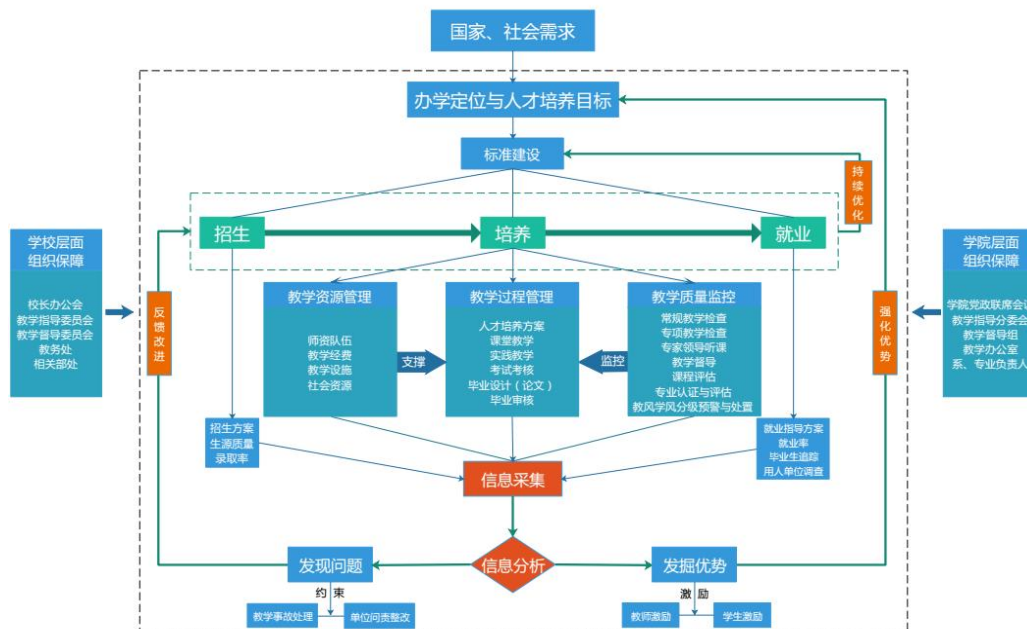 国家、社会需求
办学定位与人才培养目标
标准建设
持续优化
招生
培养
就业
学校层面
组织保障
校长办公会
教学指导委员会
教学督导委员会
教务处
相关部处
学院层面
组织保障
学院党政联席会议
教学指导分委会
教学督导组
教学办公室
系、专业负责人
反馈改进
强化优势
教学资源管理
师资队伍
教学经费
教学设施
社会资源
支撑
教学过程管理
人才培养方案
课堂教学
实践教学
考试考核
毕业设计（论文）
毕业审核
监控
教学质量监控
常规教学检查
专项教学检查
专家领导听课
教学督导
课程评估
专业认证与评估
教风学风分级预警与处置
招生方案
生源质量
录取率
就业指导方案
就业率
毕业生追踪
用人单位调查
信息采集
信息分析
发现问题
约束
教学事故处理
单位问责整改
发掘优势
激励
教师激励
学生激励